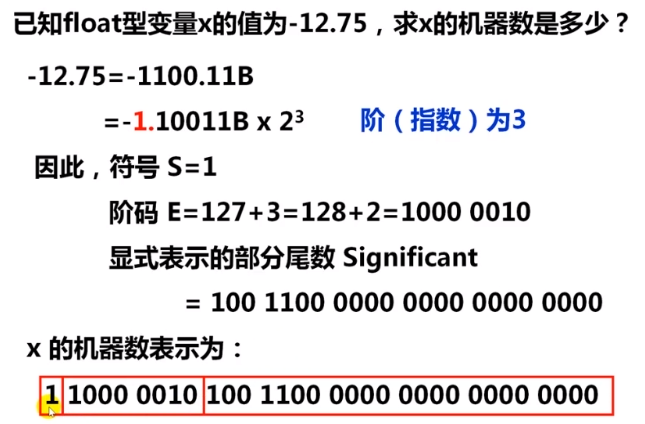 已知float型变量x的值为-12.75，求x的机器数是多少？
-12.75=-1100.11B
=-1.10011B x 2³ 阶（指数）为3
因此，符号 S=1
阶码 E=127+3=128+2=1000 0010
显式表示的部分尾数 Significant
= 100 1100 0000 0000 0000 0000
x 的机器数表示为：
1 1000 0010 100 1100 0000 0000 0000 0000